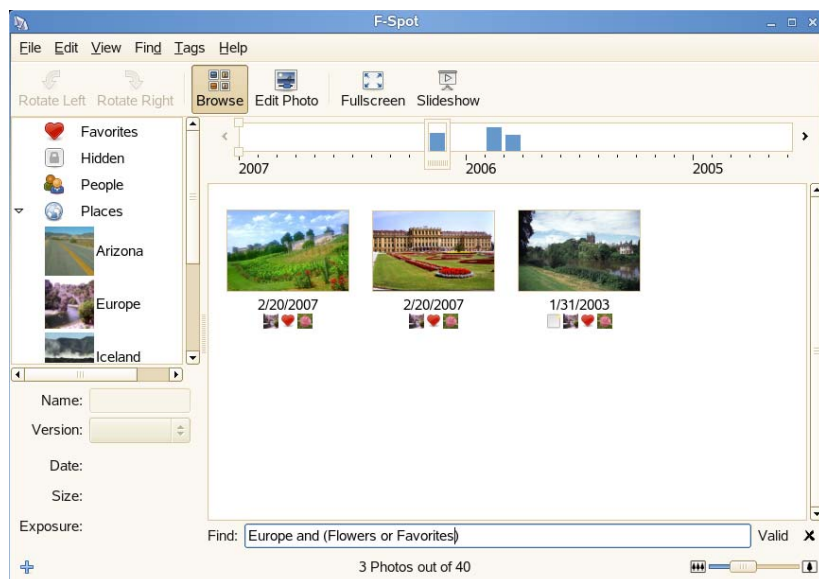 F-Spot
File Edit View Find Tags Help
Rotate Left Rotate Right Browse Edit Photo Fullscreen Slideshow
Favorites
Hidden
People
Places
Arizona
Europe
Iceland
2007 2006 2005
2/20/2007 2/20/2007 1/31/2003
Name:
Version:
Date:
Size:
Exposure:
Find: Europe and (Flowers or Favorites) Valid
3 Photos out of 40